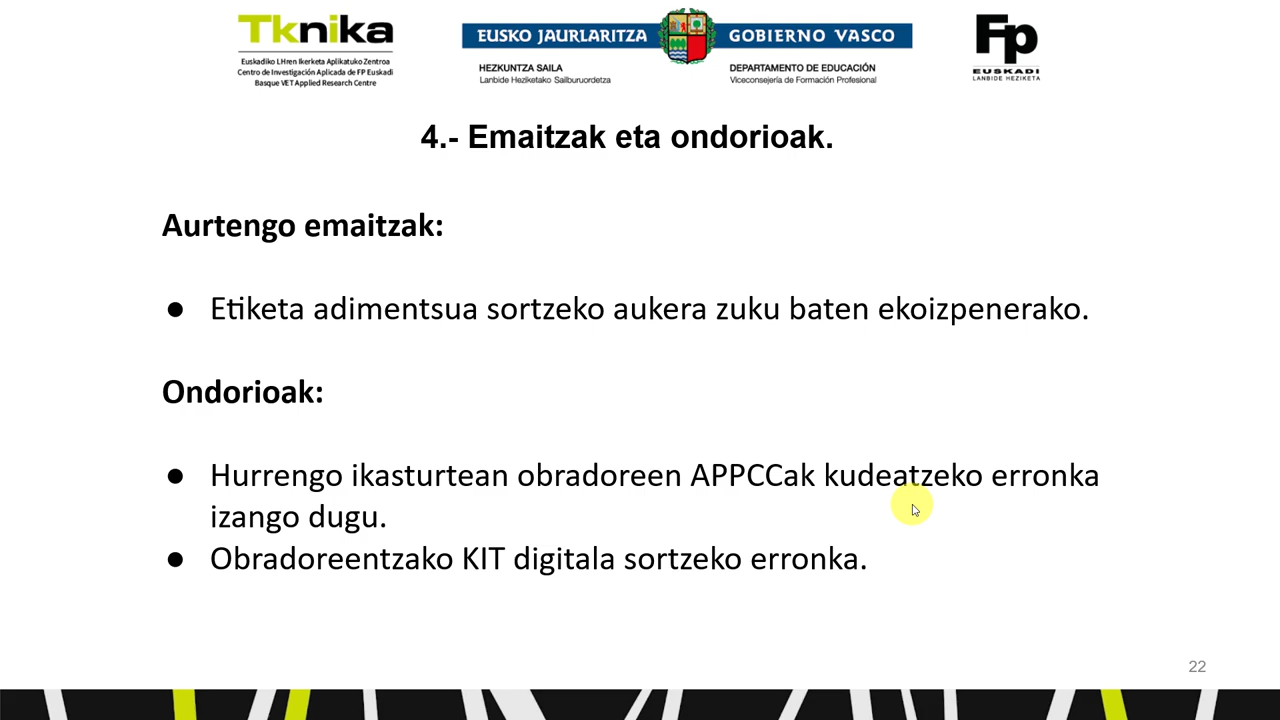 Tknika
Euskadiko LHren Ikerketa Aplikatuko Zentroa
Centro de Investigación Aplicada de FP Euskadi
Basque VET Applied Research Centre
EUSKO JAURLARITZA
GOBIERNO VASCO
HEZKUNTZA SAILA
Lanbide Heziketako Sailburuordetza
DEPARTAMENTO DE EDUCACIÓN
Viceconsejería de Formación Profesional
Fp
EUSKADI
LANBIDE HEZIKETA
4.- Emaitzak eta ondorioak.
Aurtengo emaitzak:
● Etiketa adimentsua sortzeko aukera zuku baten ekoizpenerako.
Ondorioak:
● Hurrengo ikasturtean obradoreen APPCCak kudeatzeko erronka
izango dugu.
● Obradoreentzako KIT digitala sortzeko erronka.
22